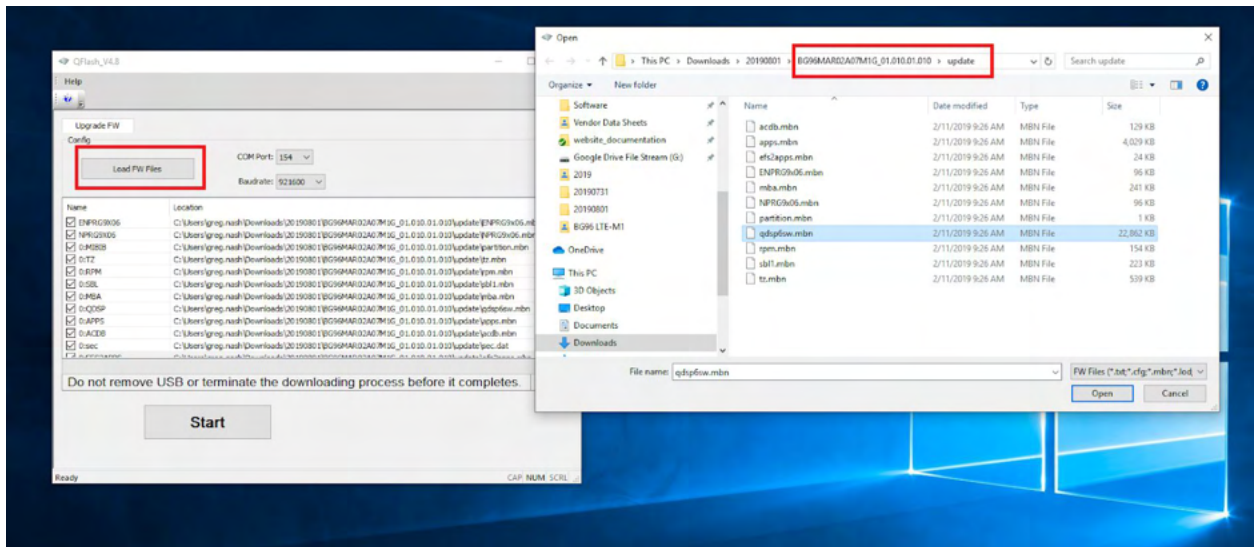 QFlash_V4.8
Help
Upgrade FW
Config
Load FW Files
COM Port: 154
Baudrate: 921600
Name Location
ENPRG9X06 C:\Users\greg.nash\Downloads\20190801\BG96MAR02A07M1G_01.010.01.010\update\ENPRG9x06.mb
NPRG9X06 C:\Users\greg.nash\Downloads\20190801\BG96MAR02A07M1G_01.010.01.010\update\NPRG9x06.mbn
0:MIBIB C:\Users\greg.nash\Downloads\20190801\BG96MAR02A07M1G_01.010.01.010\update\partition.mbn
0:TZ C:\Users\greg.nash\Downloads\20190801\BG96MAR02A07M1G_01.010.01.010\update\tz.mbn
0:RPM C:\Users\greg.nash\Downloads\20190801\BG96MAR02A07M1G_01.010.01.010\update\rpm.mbn
0:SBL C:\Users\greg.nash\Downloads\20190801\BG96MAR02A07M1G_01.010.01.010\update\sbl1.mbn
0:MBA C:\Users\greg.nash\Downloads\20190801\BG96MAR02A07M1G_01.010.01.010\update\mba.mbn
0:QDSP C:\Users\greg.nash\Downloads\20190801\BG96MAR02A07M1G_01.010.01.010\update\qdsp6sw.mbn
0:APPS C:\Users\greg.nash\Downloads\20190801\BG96MAR02A07M1G_01.010.01.010\update\apps.mbn
0:ACDB C:\Users\greg.nash\Downloads\20190801\BG96MAR02A07M1G_01.010.01.010\update\acdb.mbn
0:sec C:\Users\greg.nash\Downloads\20190801\BG96MAR02A07M1G_01.010.01.010\update\sec.dat
Do not remove USB or terminate the downloading process before it completes.
Start
Ready CAP NUM SCRL
Open
This PC > Downloads > 20190801 > BG96MAR02A07M1G_01.010.01.010 > update
Search update
Organize New folder
Software
Vendor Data Sheets
website_documentation
Google Drive File Stream (G:)
2019
20190731
20190801
BG96 LTE-M1
OneDrive
This PC
3D Objects
Desktop
Documents
Downloads
Name Date modified Type Size
acdb.mbn 2/11/2019 9:26 AM MBN File 129 KB
apps.mbn 2/11/2019 9:26 AM MBN File 4,029 KB
efs2apps.mbn 2/11/2019 9:26 AM MBN File 24 KB
ENPRG9x06.mbn 2/11/2019 9:26 AM MBN File 96 KB
mba.mbn 2/11/2019 9:26 AM MBN File 241 KB
NPRG9x06.mbn 2/11/2019 9:26 AM MBN File 96 KB
partition.mbn 2/11/2019 9:26 AM MBN File 1 KB
qdsp6sw.mbn 2/11/2019 9:26 AM MBN File 22,862 KB
rpm.mbn 2/11/2019 9:26 AM MBN File 154 KB
sbl1.mbn 2/11/2019 9:26 AM MBN File 223 KB
tz.mbn 2/11/2019 9:26 AM MBN File 539 KB
File name: qdsp6sw.mbn
FW Files (*.txt;*.cfg;*.mbn;*.lod,
Open Cancel